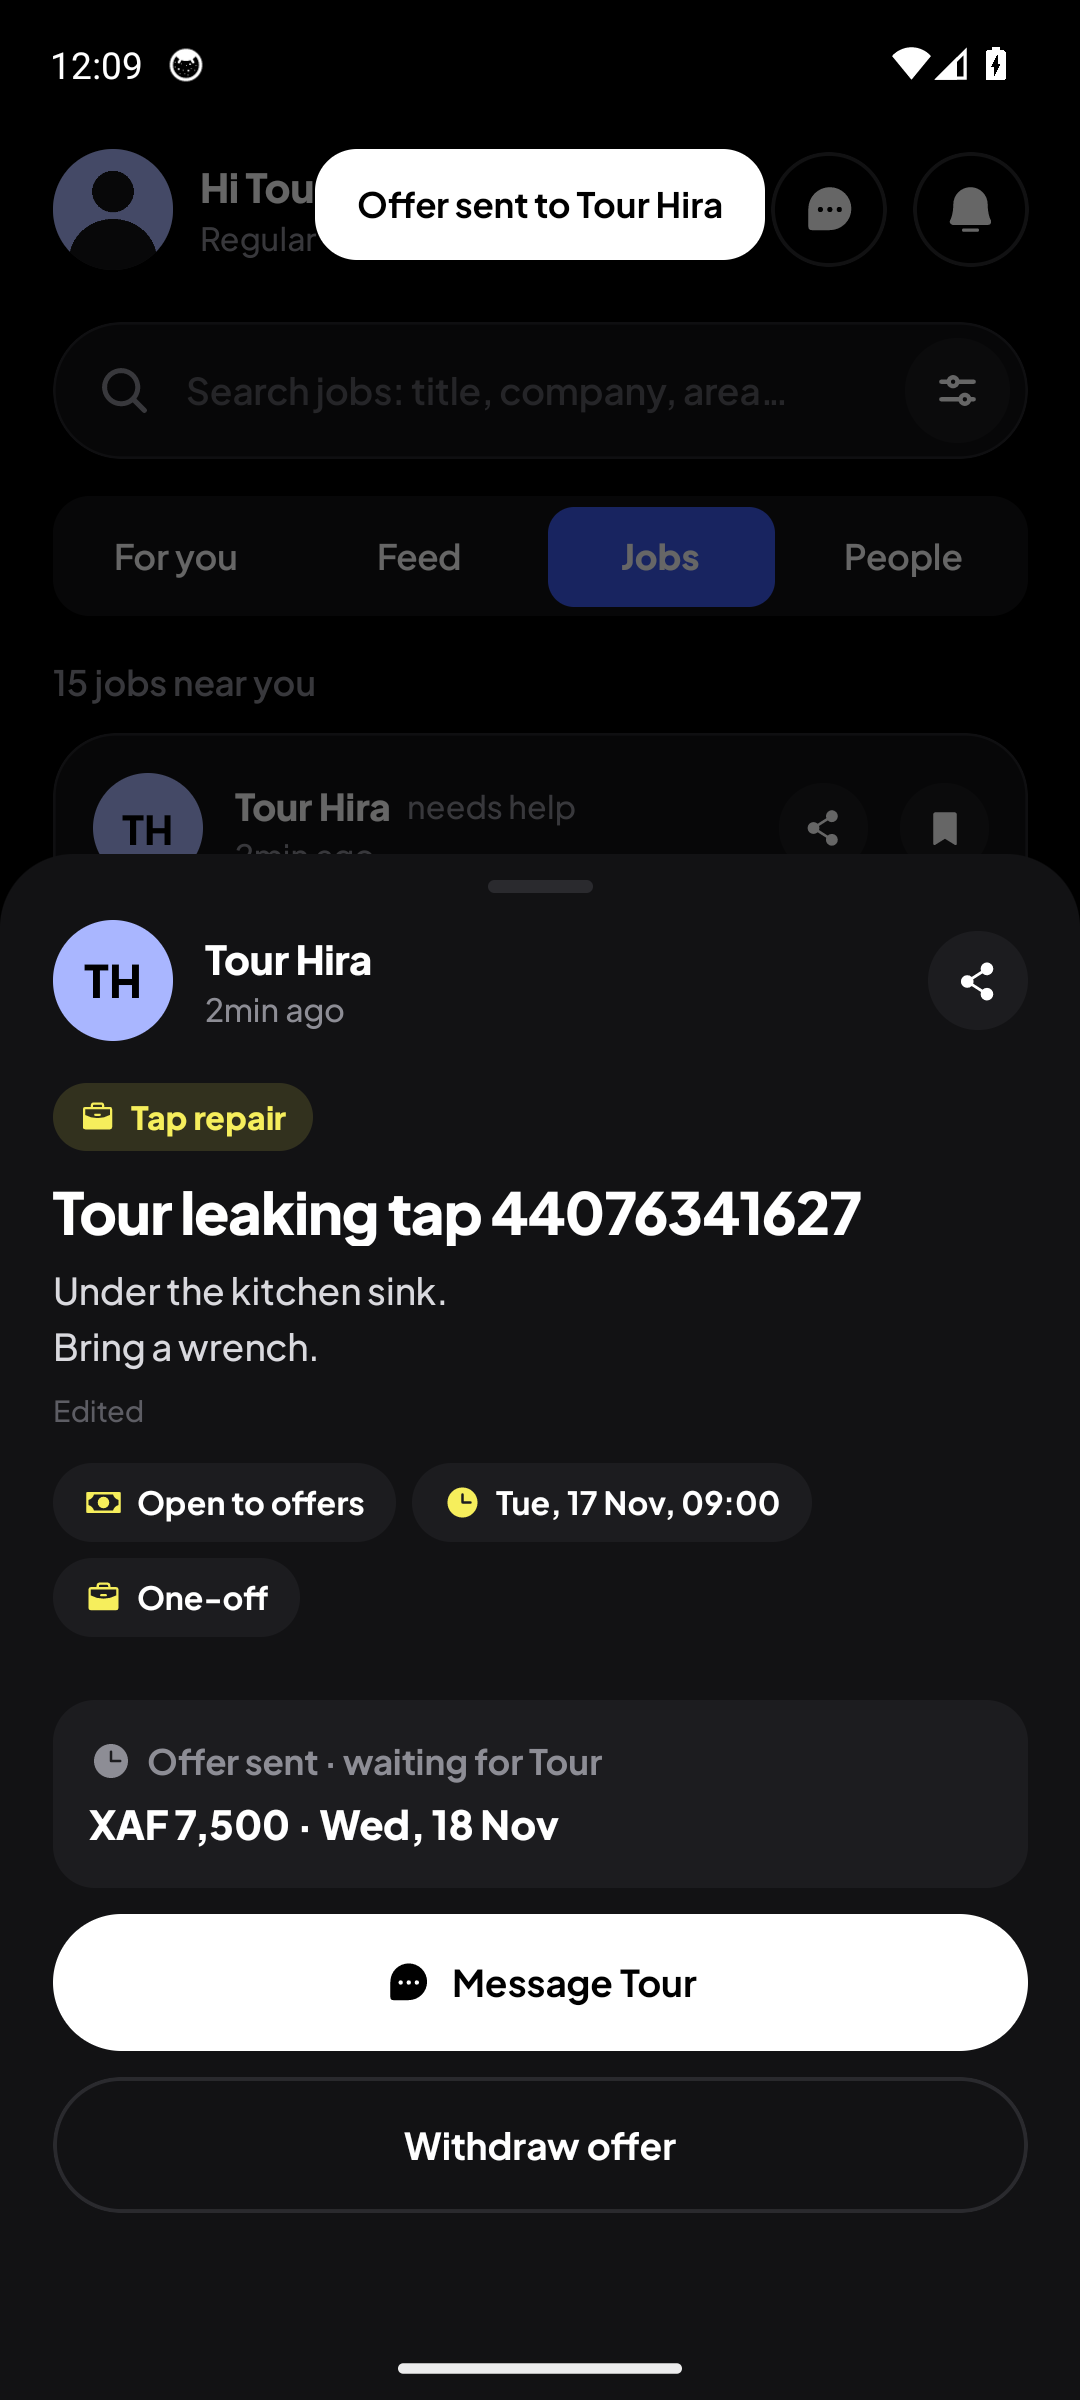 12:09
Hi Tou
Regular
Offer sent to Tour Hira
Search jobs: title, company, area...
For you
Feed
Jobs
People
15 jobs near you
TH
Tour Hira needs help
2min ago
TH
Tour Hira
2min ago
Tap repair
Tour leaking tap 44076341627
Under the kitchen sink.
Bring a wrench.
Edited
Open to offers
Tue, 17 Nov, 09:00
One-off
Offer sent · waiting for Tour
XAF 7,500 · Wed, 18 Nov
Message Tour
Withdraw offer